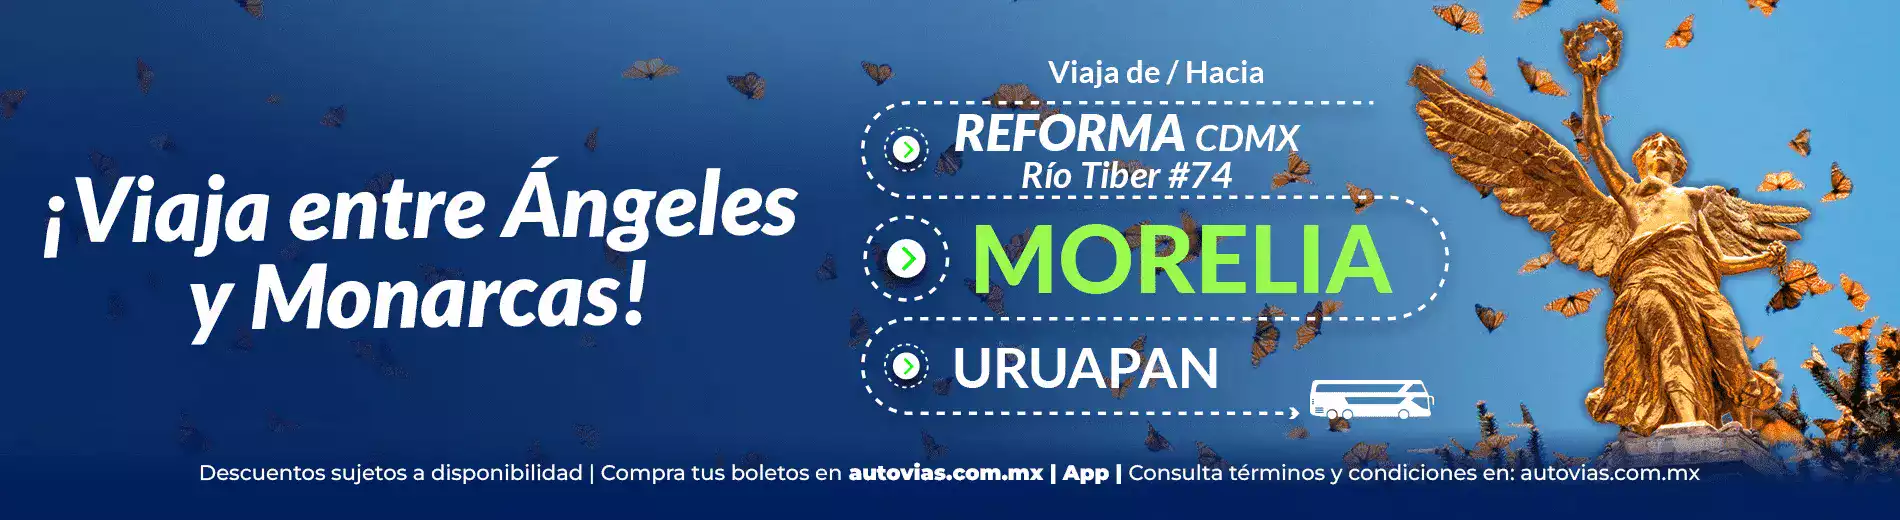 ¡Viaja entre Ángeles
y Monarcas!
Viaja de / Hacia
REFORMA CDMX
Río Tiber #74
MORELIA
URUAPAN
Descuentos sujetos a disponibilidad | Compra tus boletos en autovias.com.mx | App | Consulta términos y condiciones en: autovias.com.mx